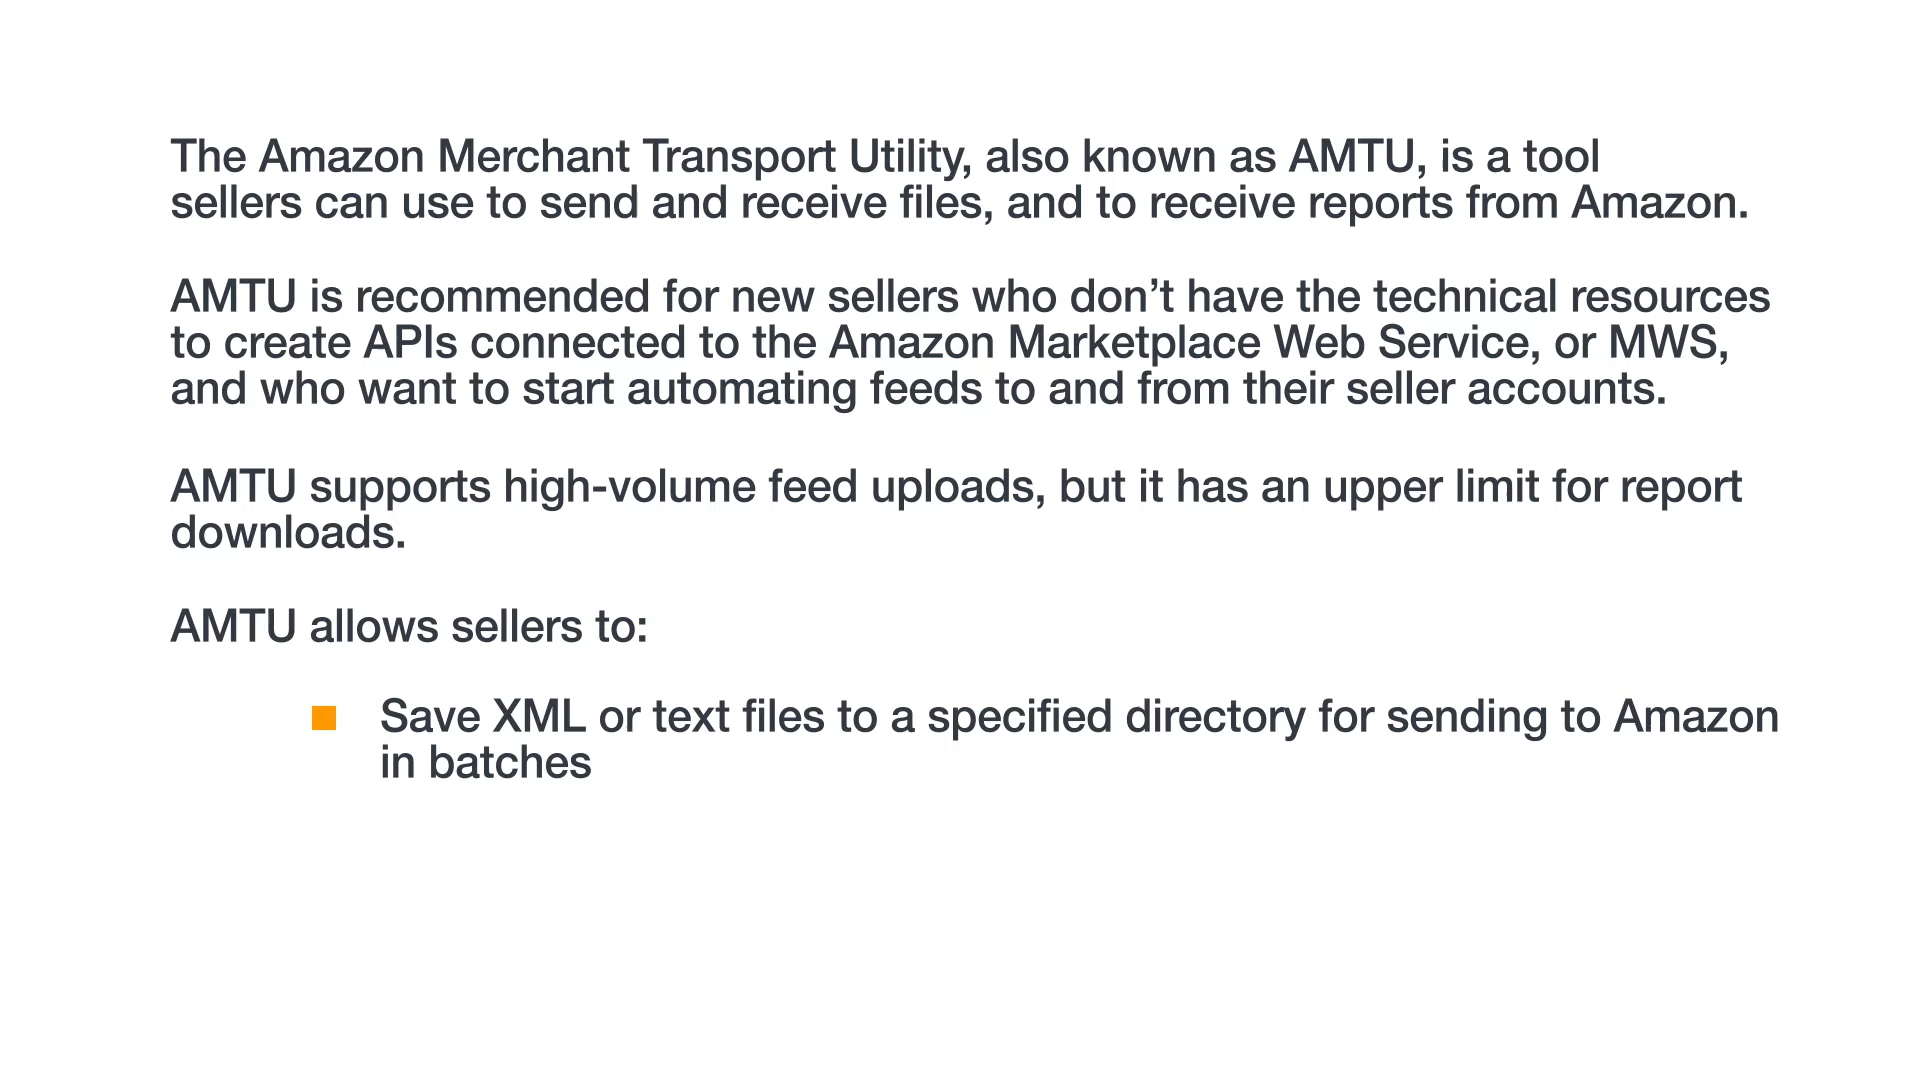 The Amazon Merchant Transport Utility, also known as AMTU, is a tool
sellers can use to send and receive files, and to receive reports from Amazon.
AMTU is recommended for new sellers who don’t have the technical resources
to create APIs connected to the Amazon Marketplace Web Service, or MWS,
and who want to start automating feeds to and from their seller accounts.
AMTU supports high-volume feed uploads, but it has an upper limit for report
downloads.
AMTU allows sellers to:
Save XML or text files to a specified directory for sending to Amazon
in batches